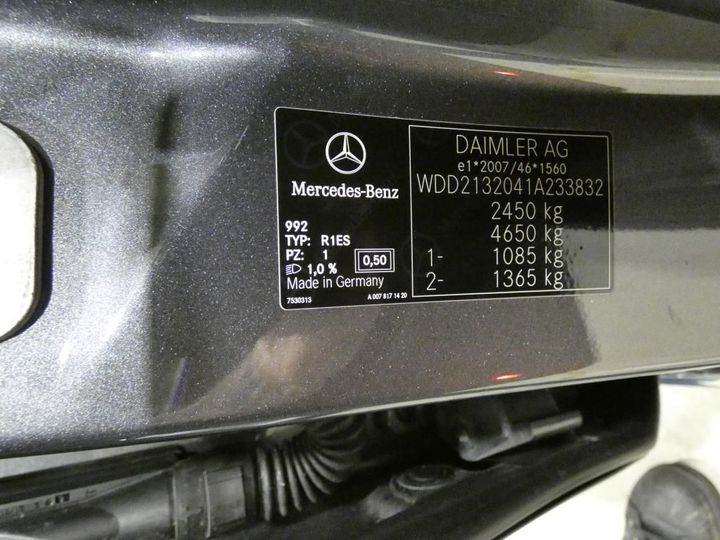 Mercedes-Benz
992
TYP: R1ES
PZ: 1
1,0 %
0,50
Made in Germany
7530313
A 007 817 14 20
DAIMLER AG
e1*2007/46*1560
WDD2132041A233832
2450 kg
4650 kg
1- 1085 kg
2- 1365 kg